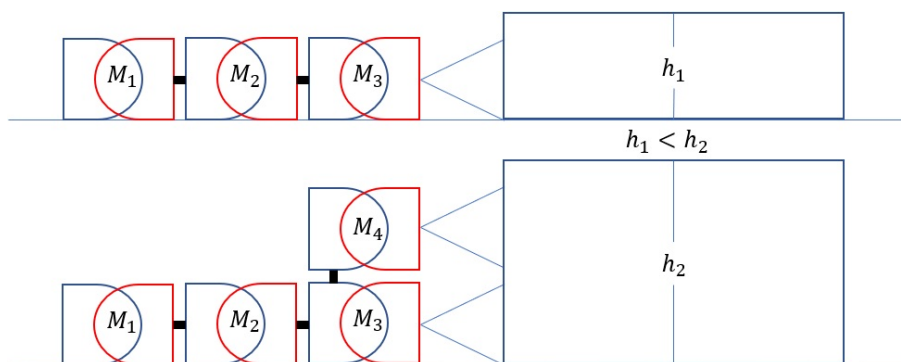 M₁ M₂ M₃ h₁
h₁ < h₂
M₄
h₂
M₁ M₂ M₃